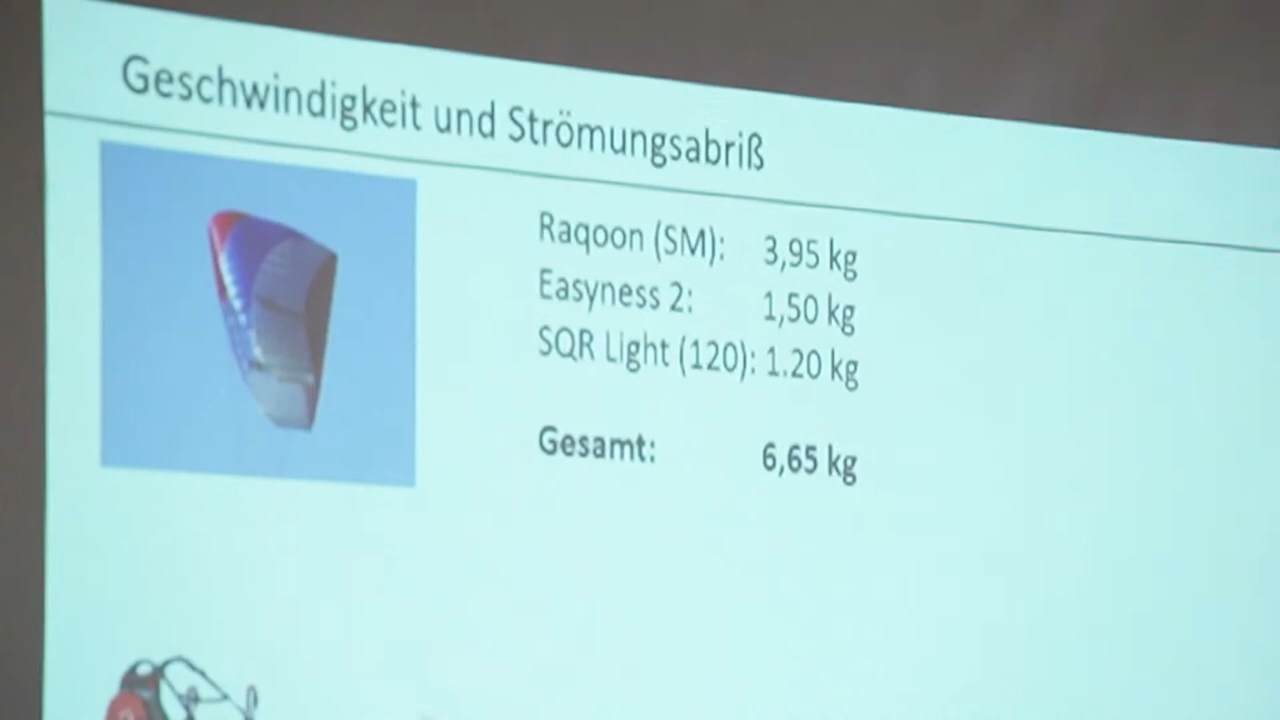 Geschwindigkeit und Strömungsabriß
Raqoon (SM): 3,95 kg
Easyness 2: 1,50 kg
SQR Light (120): 1.20 kg
Gesamt: 6,65 kg